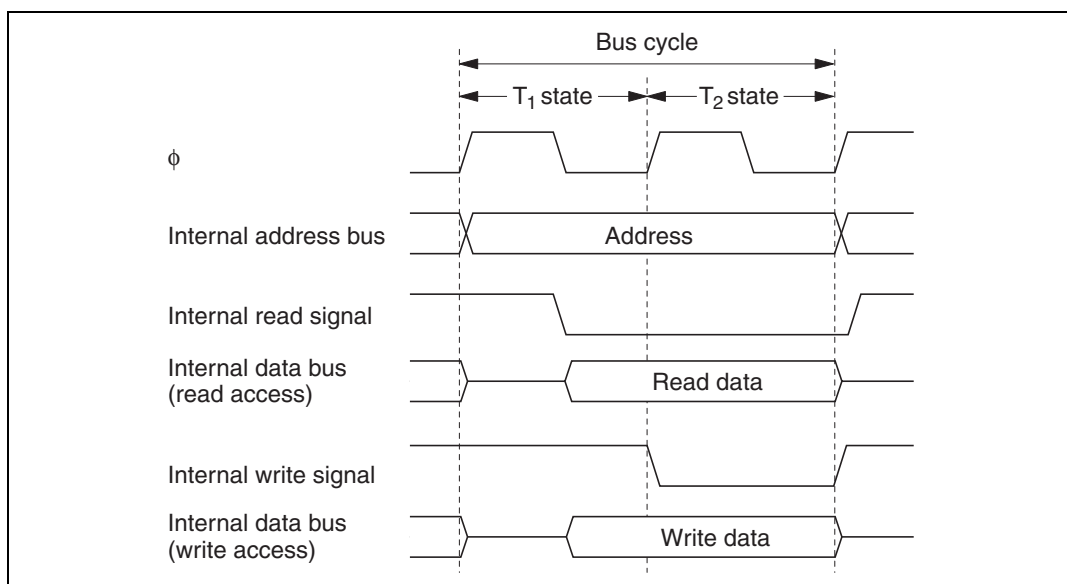 Bus cycle
T₁ state
T₂ state
ϕ
Internal address bus
Address
Internal read signal
Internal data bus
(read access)
Read data
Internal write signal
Internal data bus
(write access)
Write data